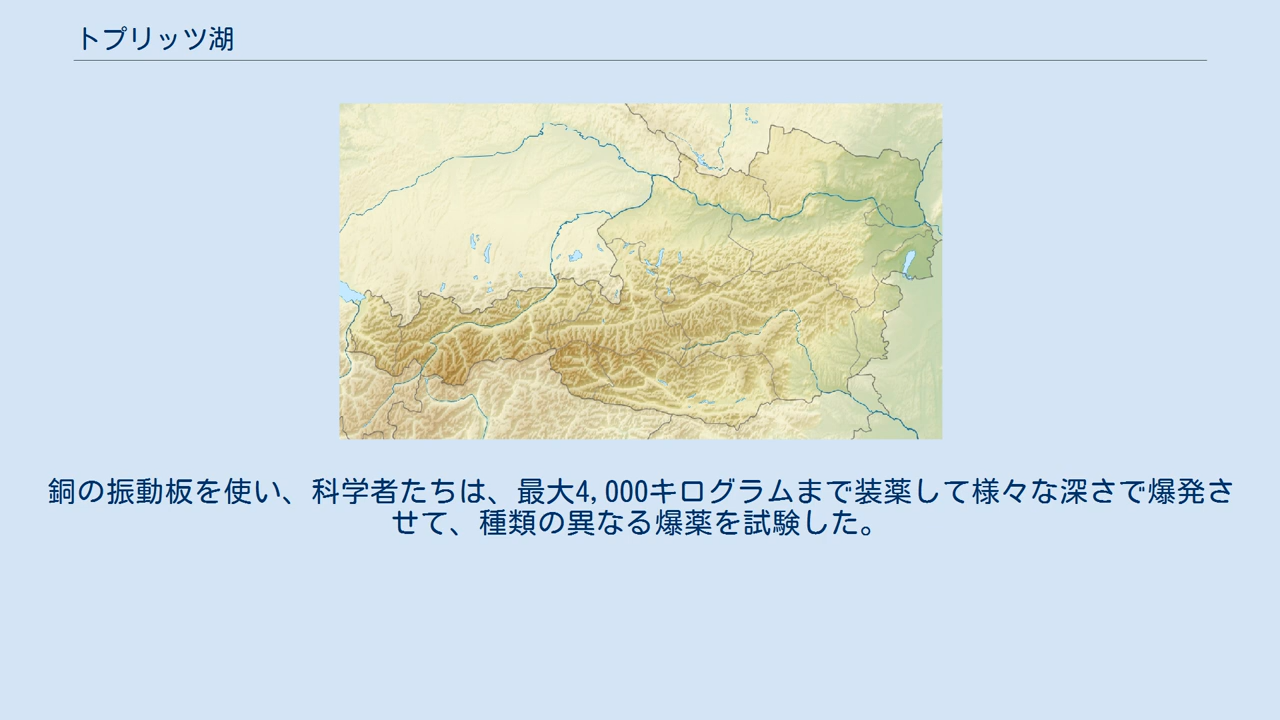 トプリッツ湖
銅の振動板を使い、科学者たちは、最大4,000キログラムまで装薬して様々な深さで爆発さ
せて、種類の異なる爆薬を試験した。